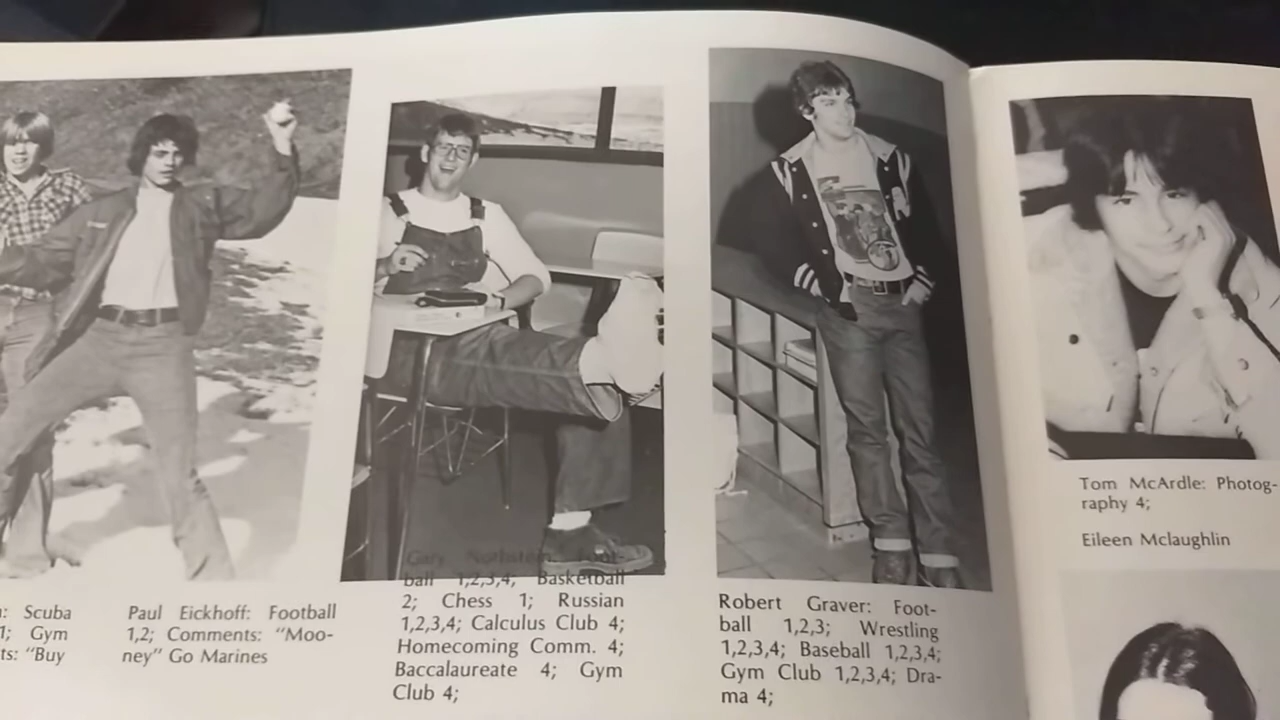 : Scuba
1; Gym
ts: "Buy
Paul Eickhoff: Football
1,2; Comments: "Moo-
ney" Go Marines
Gary Nothstein: Foot-
ball 1,2,3,4; Basketball
2; Chess 1; Russian
1,2,3,4; Calculus Club 4;
Homecoming Comm. 4;
Baccalaureate 4; Gym
Club 4;
Robert Graver: Foot-
ball 1,2,3; Wrestling
1,2,3,4; Baseball 1,2,3,4;
Gym Club 1,2,3,4; Dra-
ma 4;
Tom McArdle: Photog-
raphy 4;
Eileen Mclaughlin